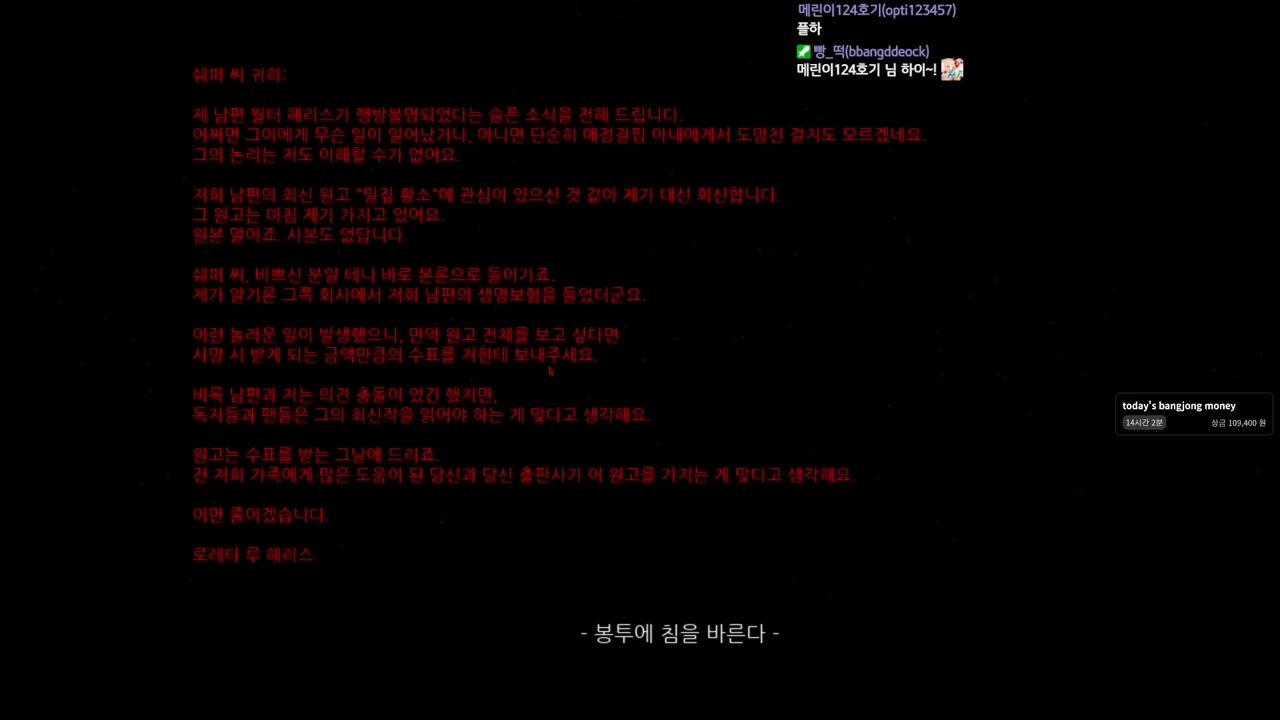 메린이124호기(opti123457)
플하
빵_떡(bbangddeock)
메린이124호기 님 하이~!
쉐퍼 씨 귀하:
제 남편 월터 해리스가 행방불명되었다는 슬픈 소식을 전해 드립니다.
어쩌면 그이에게 무슨 일이 일어났거나, 아니면 단순히 애정결핍 아내에게서 도망친 걸지도 모르겠네요.
그의 논리는 저도 이해할 수가 없어요.
저희 남편의 최신 원고 "밀짚 황소"에 관심이 있으신 것 같아 제가 대신 회신합니다.
그 원고는 마침 제가 가지고 있어요.
원본 말이죠. 사본도 없답니다.
쉐퍼 씨, 바쁘신 분일 테니 바로 본론으로 들어가죠.
제가 알기론 그쪽 회사에서 저희 남편의 생명보험을 들었더군요.
이런 놀라운 일이 발생했으니, 만약 원고 전체를 보고 싶다면
사망 시 받게 되는 금액만큼의 수표를 저한테 보내주세요.
비록 남편과 저는 의견 충돌이 있긴 했지만,
독자들과 팬들은 그의 최신작을 읽어야 하는 게 맞다고 생각해요.
원고는 수표를 받는 그날에 드리죠.
전 저희 가족에게 많은 도움이 된 당신과 당신 출판사가 이 원고를 가지는 게 맞다고 생각해요.
이만 줄이겠습니다.
로레타 루 해리스
- 봉투에 침을 바른다 -
today's bangjong money
14시간 2분 상금 109,400 원